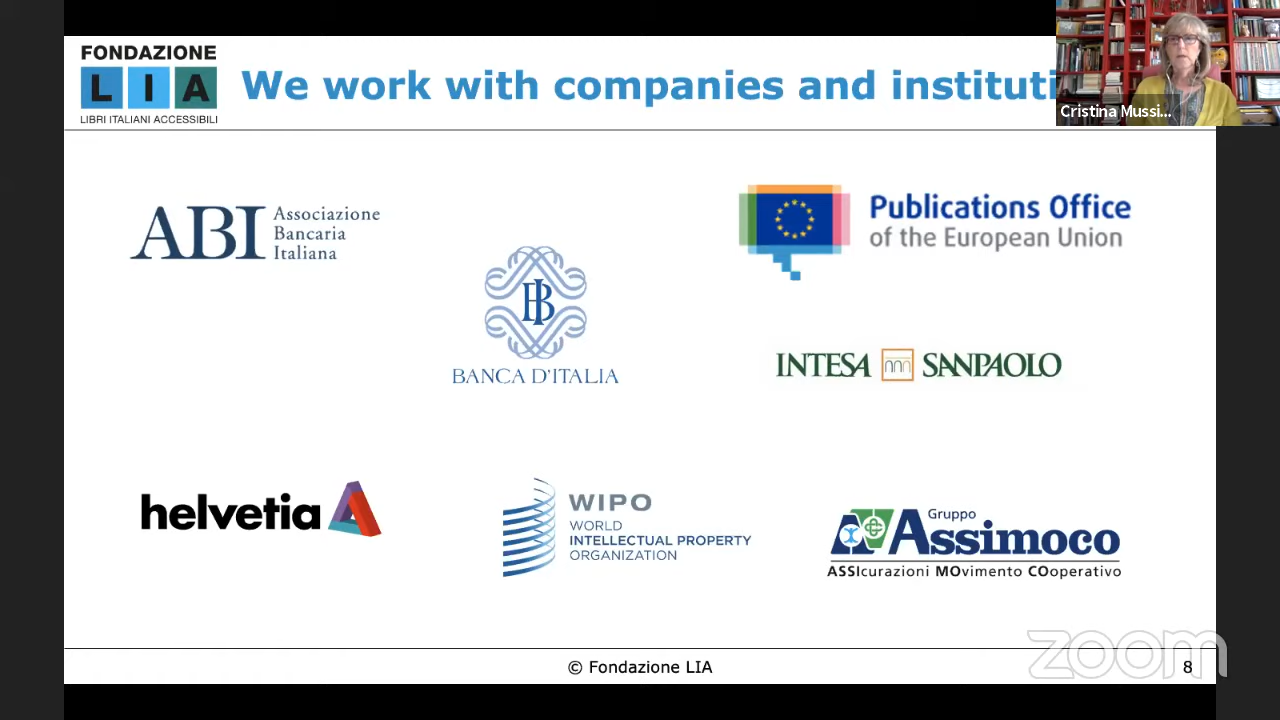 FONDAZIONE
LIA
LIBRI ITALIANI ACCESSIBILI
We work with companies and instituti
Cristina Mussi...
ABI Associazione
Bancaria
Italiana
Publications Office
of the European Union
BI
BANCA D'ITALIA
INTESA SANPAOLO
helvetia
WIPO
WORLD
INTELLECTUAL PROPERTY
ORGANIZATION
Gruppo
Assimoco
ASSIcurazioni MOvimento COoperativo
© Fondazione LIA
8
zoom